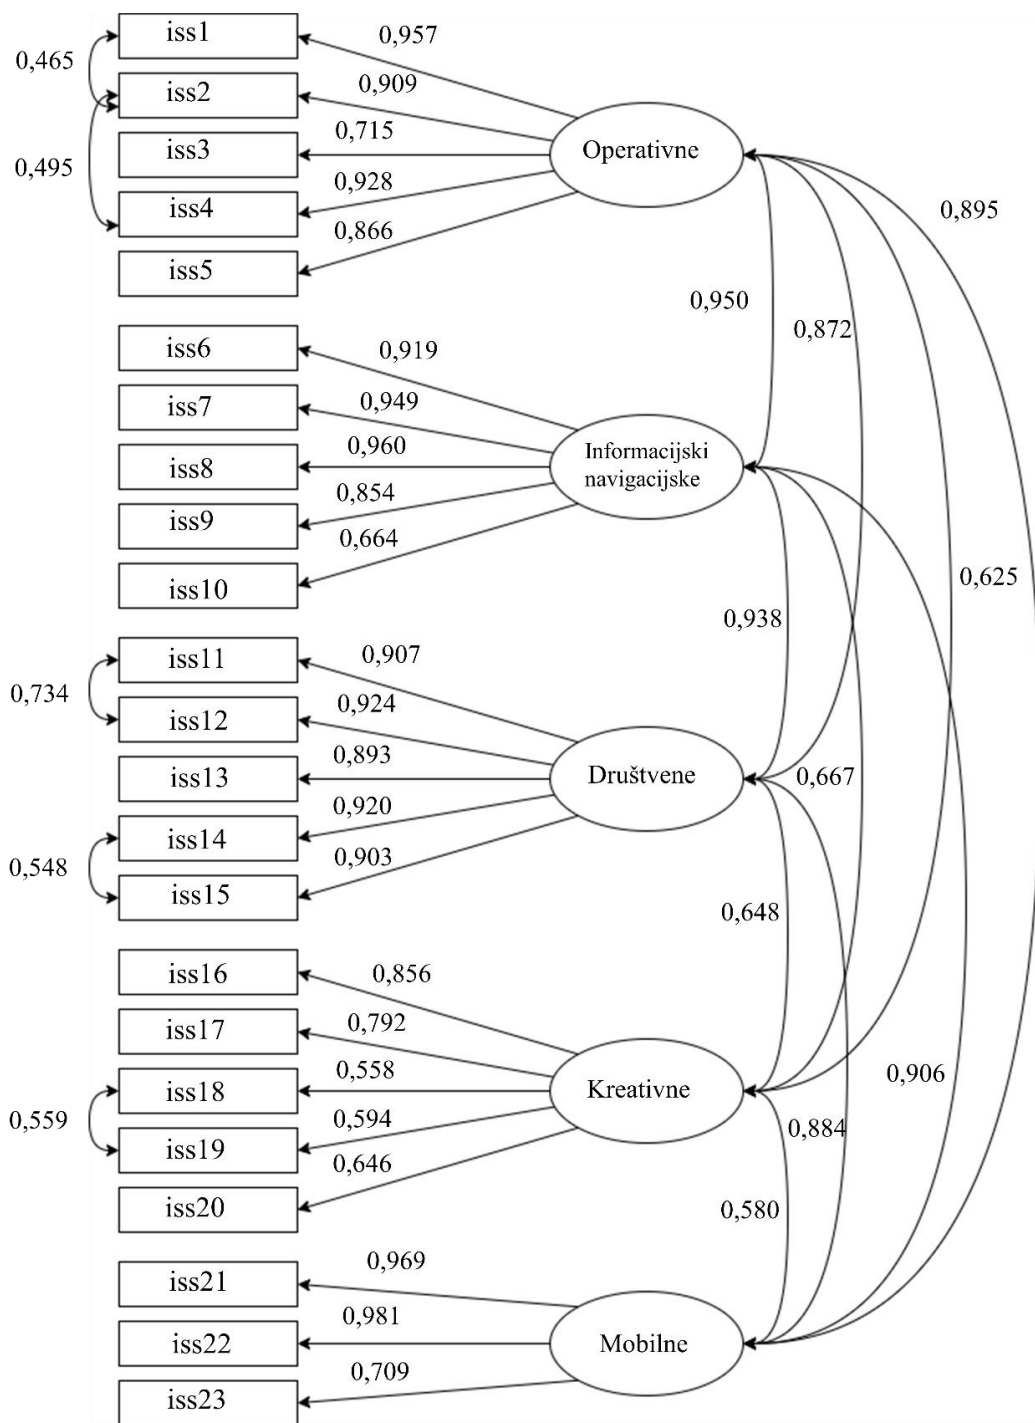 iss1
0,957
0,465
0,909
iss2
0,715
Operativne
iss3
0,495
0,928
iss4
0,895
0,866
iss5
0,950
0,872
iss6
0,919
iss7
0,949
0,960
Informacijski
navigacijske
iss8
0,854
iss9
0,664
0,625
iss10
0,938
0,907
iss11
0,734
0,924
iss12
0,893
Društvene
iss13
0,667
0,920
iss14
0,903
0,548
iss15
0,648
iss16
0,856
0,792
iss17
0,558
Kreativne
iss18
0,906
0,594
0,559
0,884
iss19
0,646
iss20
0,580
0,969
iss21
0,981
iss22
Mobilne
0,709
iss23